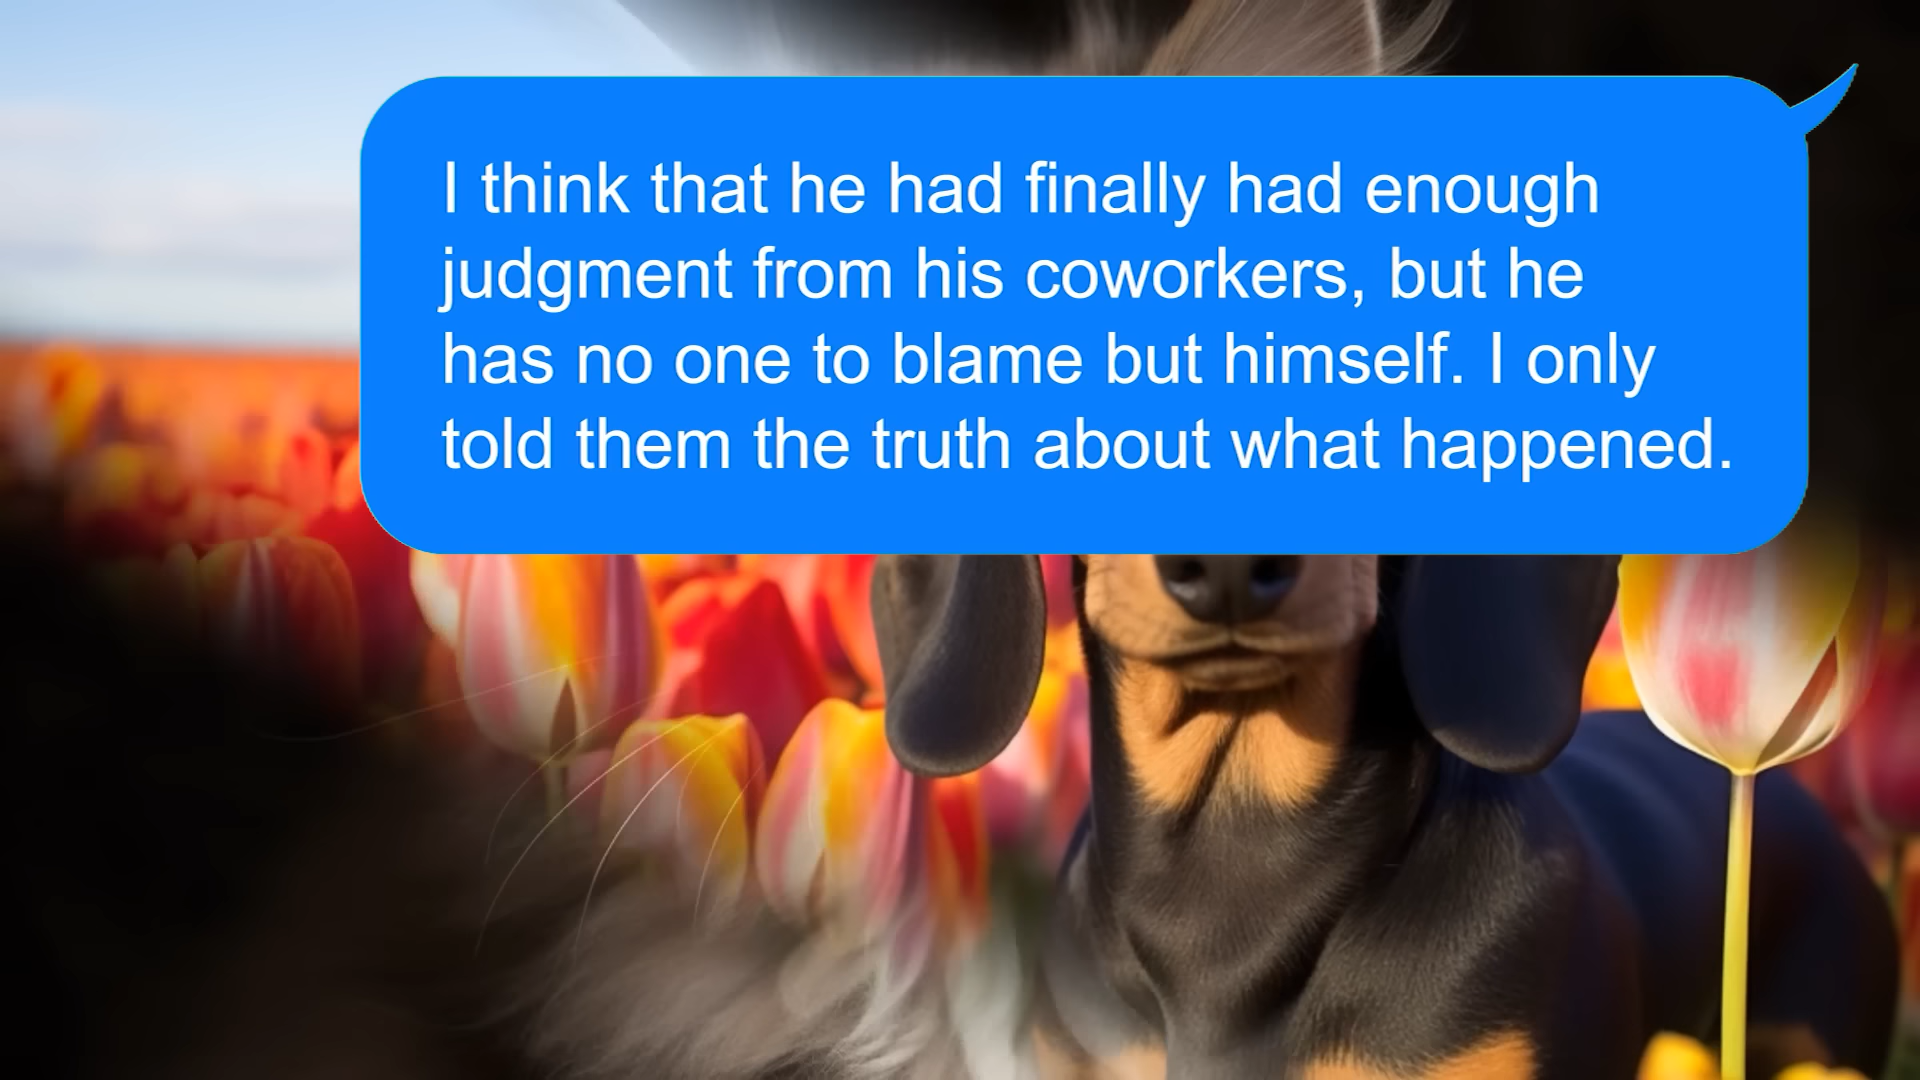 I think that he had finally had enough
judgment from his coworkers, but he
has no one to blame but himself. I only
told them the truth about what happened.